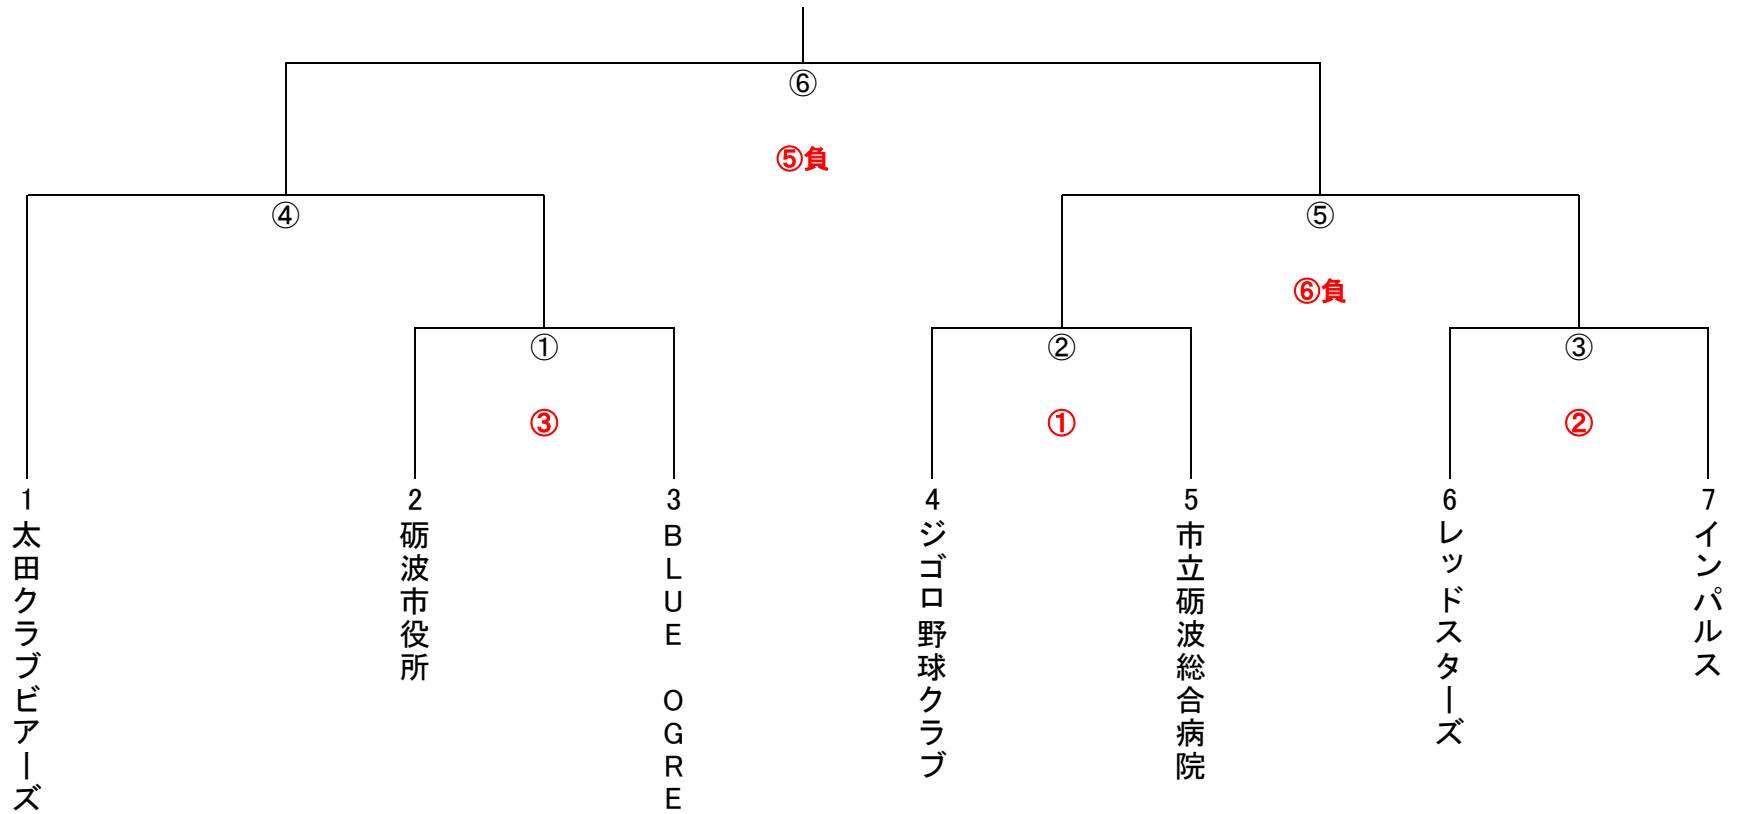 ⑥
⑤負
④
⑤
⑥負
①
②
③
③
①
②
1 太田クラブビアーズ
2 砺波市役所
3 BLUE OGRE
4 ジゴロ野球クラブ
5 市立砺波総合病院
6 レッドスターズ
7 インパルス